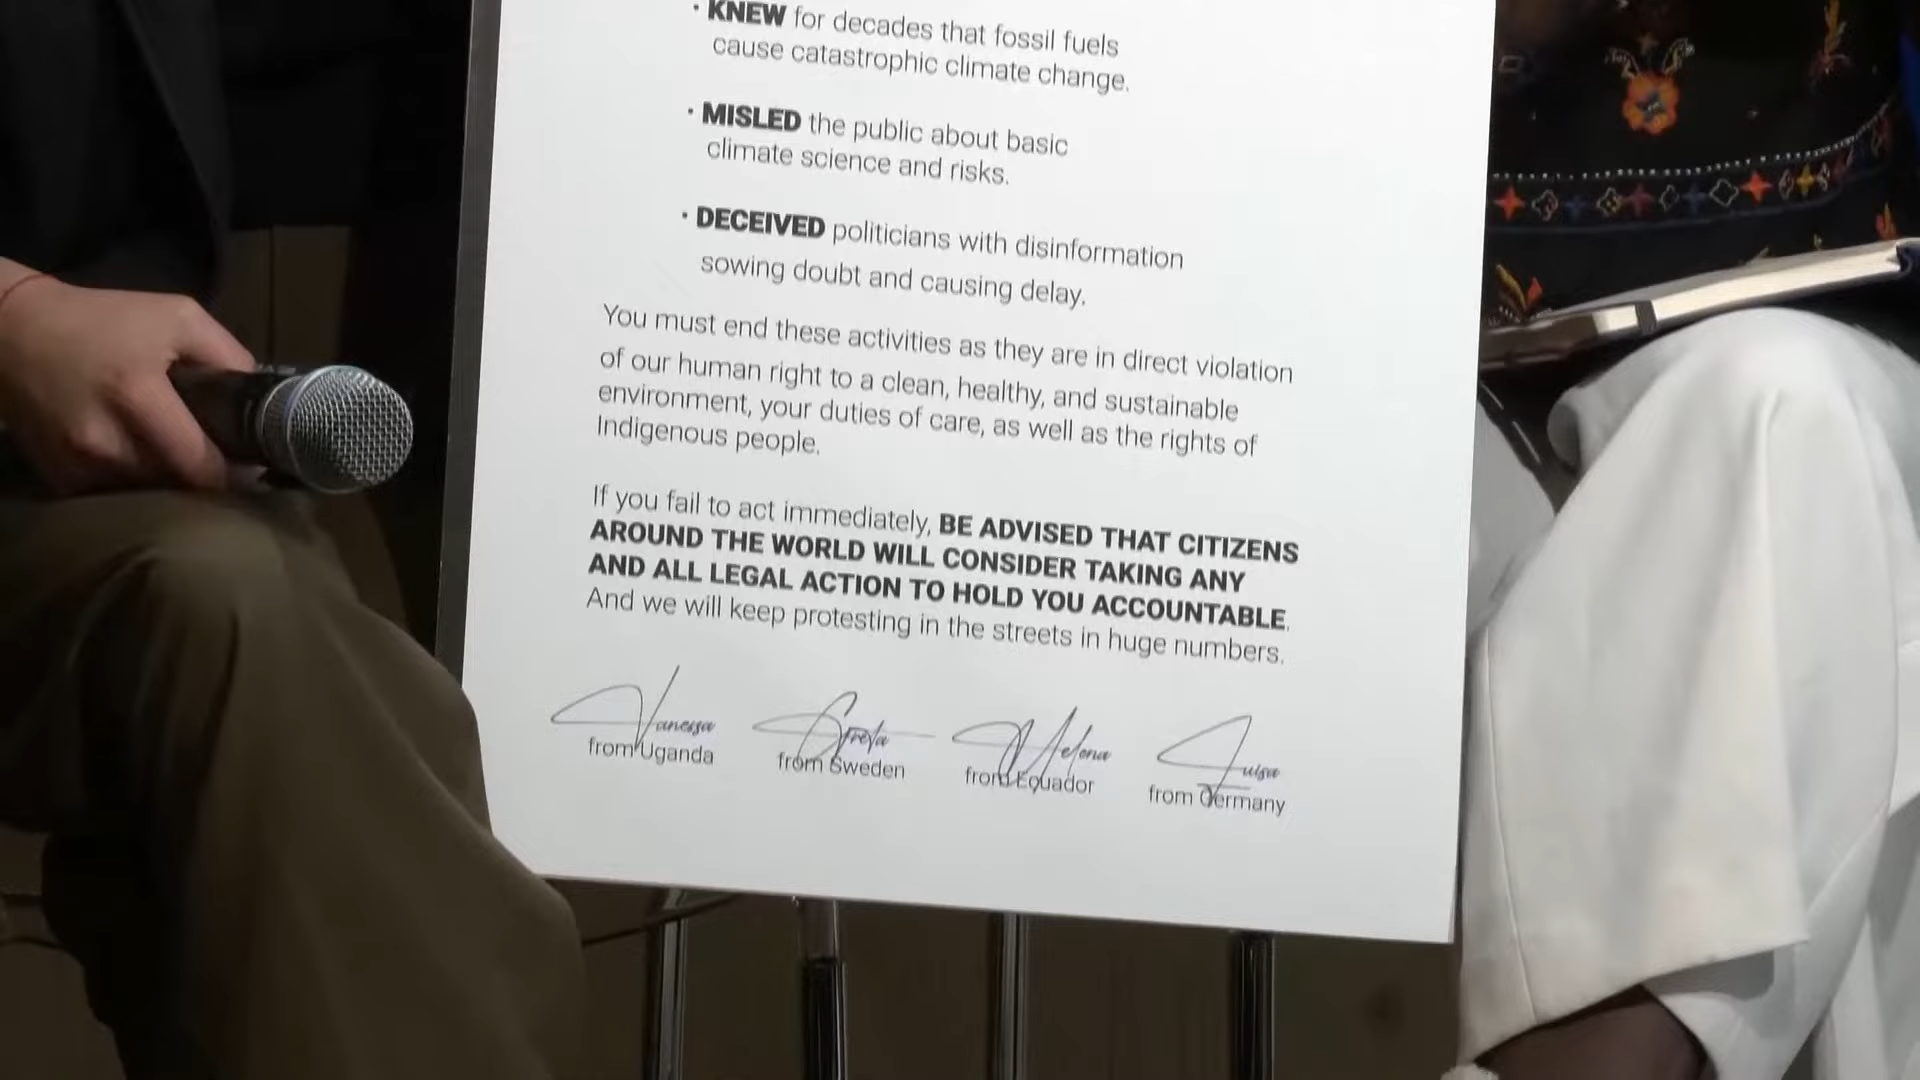 · KNEW for decades that fossil fuels
cause catastrophic climate change.
· MISLED the public about basic
climate science and risks.
· DECEIVED politicians with disinformation
sowing doubt and causing delay.
You must end these activities as they are in direct violation
of our human right to a clean, healthy, and sustainable
environment, your duties of care, as well as the rights of
Indigenous people.
If you fail to act immediately, BE ADVISED THAT CITIZENS
AROUND THE WORLD WILL CONSIDER TAKING ANY
AND ALL LEGAL ACTION TO HOLD YOU ACCOUNTABLE.
And we will keep protesting in the streets in huge numbers.
Vanessa Greta Helena Luisa
from Uganda from Sweden from Equador from Germany